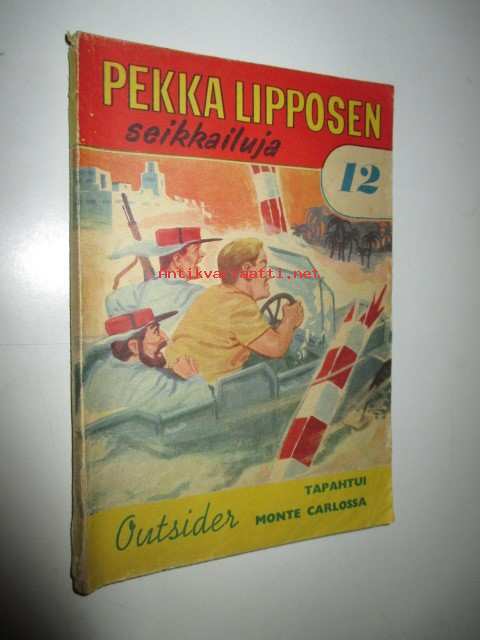 PEKKA LIPPOSEN
seikkailuja
12
antikvariaatti.net
Outsider
TAPAHTUI
MONTE CARLOSSA